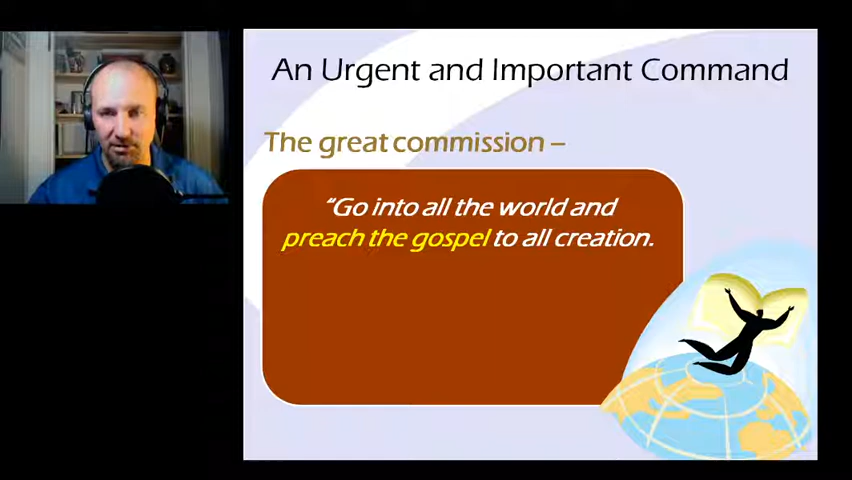 An Urgent and Important Command
The great commission –
“Go into all the world and
preach the gospel to all creation.